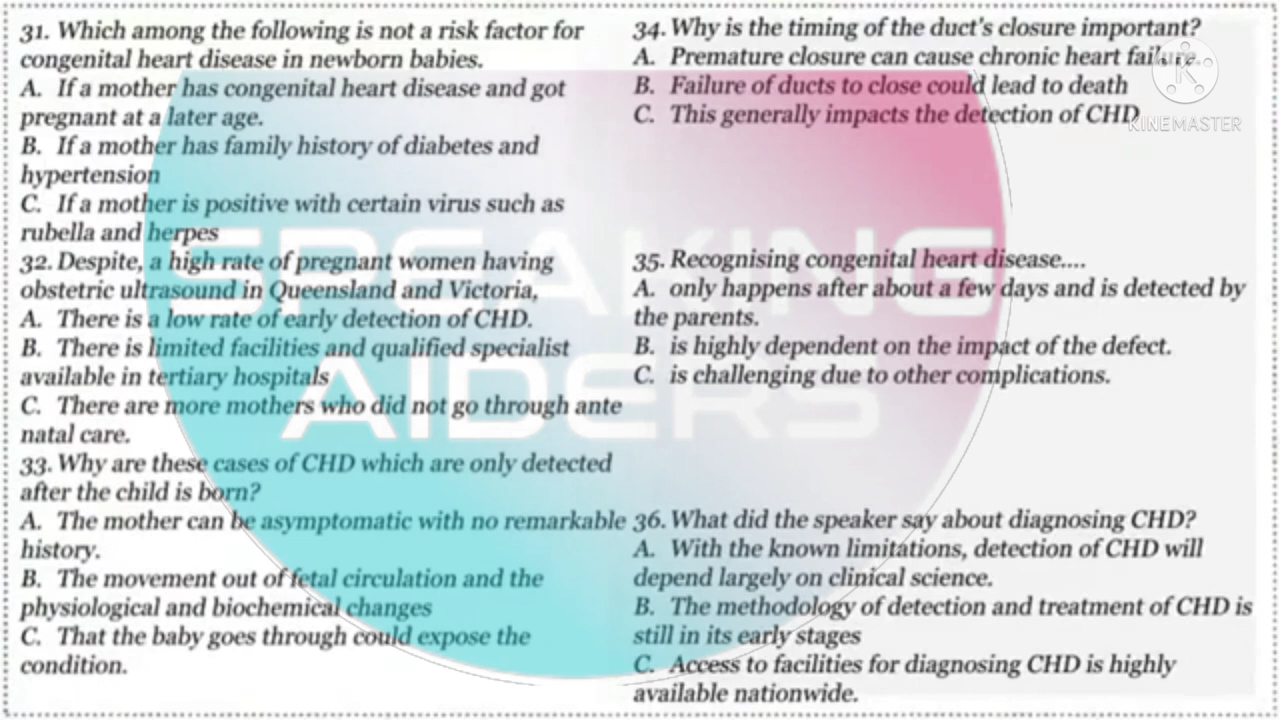 31. Which among the following is not a risk factor for
congenital heart disease in newborn babies.
A. If a mother has congenital heart disease and got
pregnant at a later age.
B. If a mother has family history of diabetes and
hypertension
C. If a mother is positive with certain virus such as
rubella and herpes
32. Despite, a high rate of pregnant women having
obstetric ultrasound in Queensland and Victoria,
A. There is a low rate of early detection of CHD.
B. There is limited facilities and qualified specialist
available in tertiary hospitals
C. There are more mothers who did not go through ante
natal care.
33. Why are these cases of CHD which are only detected
after the child is born?
A. The mother can be asymptomatic with no remarkable
history.
B. The movement out of fetal circulation and the
physiological and biochemical changes
C. That the baby goes through could expose the
condition.
34. Why is the timing of the duct's closure important?
A. Premature closure can cause chronic heart failure.
B. Failure of ducts to close could lead to death
C. This generally impacts the detection of CHD
35. Recognising congenital heart disease....
A. only happens after about a few days and is detected by
the parents.
B. is highly dependent on the impact of the defect.
C. is challenging due to other complications.
36. What did the speaker say about diagnosing CHD?
A. With the known limitations, detection of CHD will
depend largely on clinical science.
B. The methodology of detection and treatment of CHD is
still in its early stages
C. Access to facilities for diagnosing CHD is highly
available nationwide.
SPEAKING
AIDERS
K
KINEMASTER